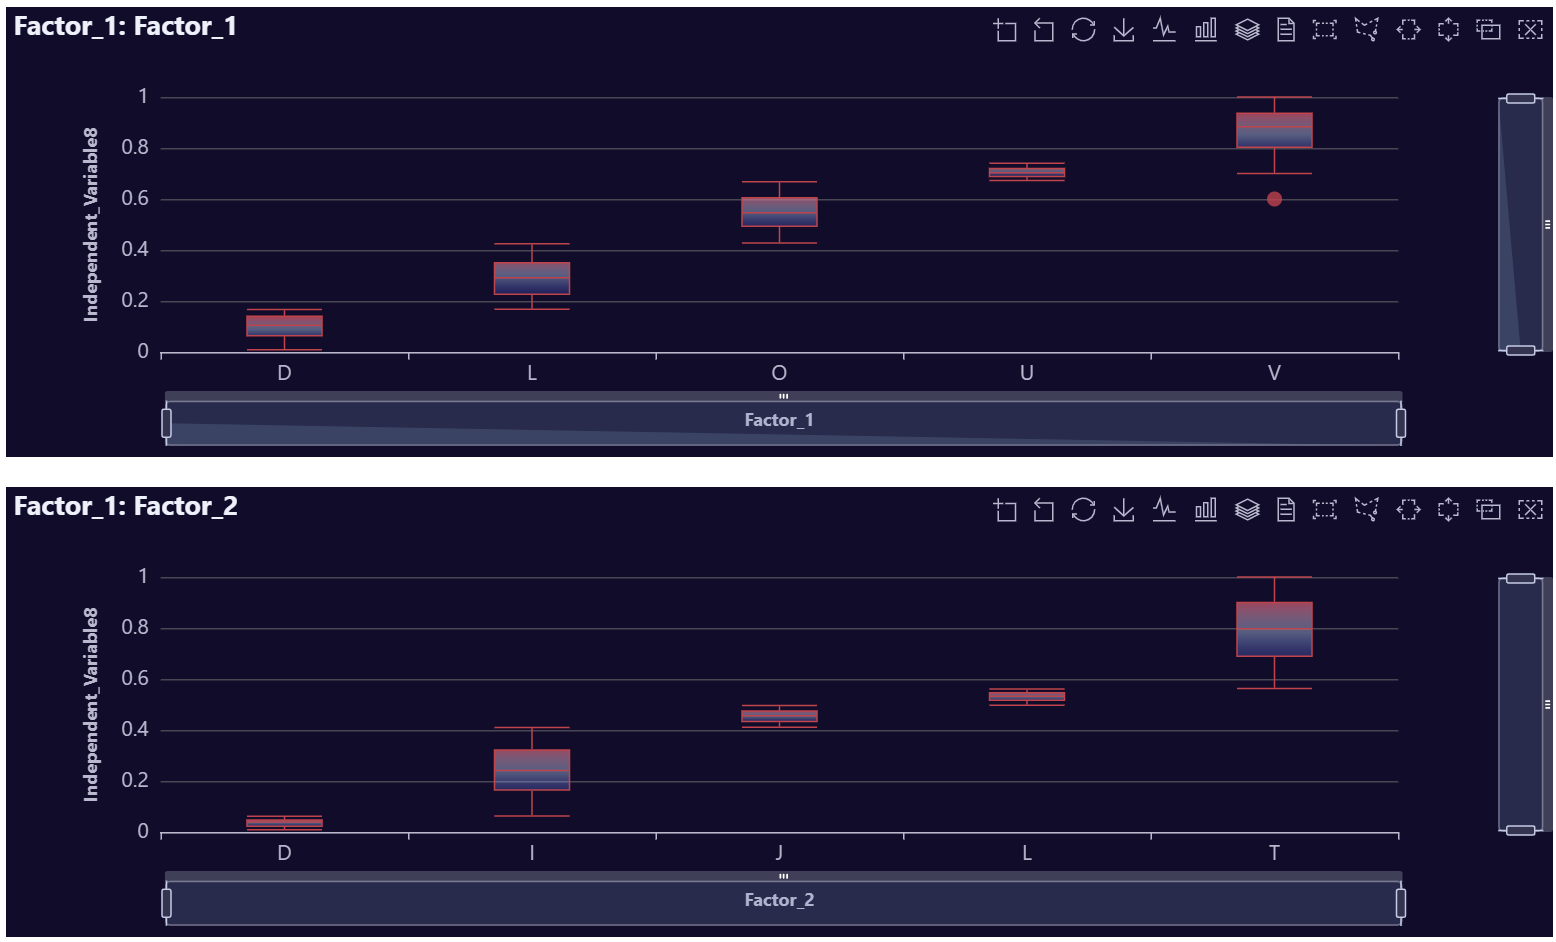 Factor_1: Factor_1
Independent_Variable8
1
0.8
0.6
0.4
0.2
0
D L O U V
Factor_1
Factor_1: Factor_2
Independent_Variable8
1
0.8
0.6
0.4
0.2
0
D I J L T
Factor_2